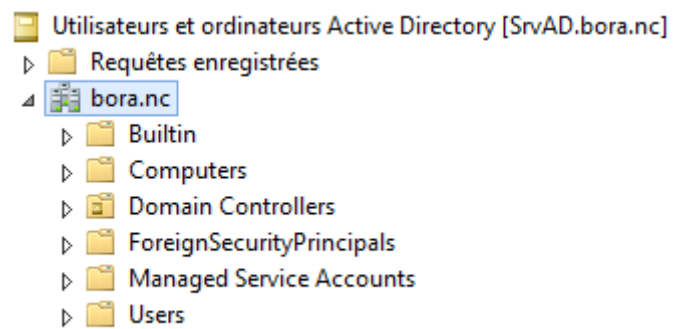 Utilisateurs et ordinateurs Active Directory [SrvAD.bora.nc]
Requêtes enregistrées
bora.nc
Builtin
Computers
Domain Controllers
ForeignSecurityPrincipals
Managed Service Accounts
Users